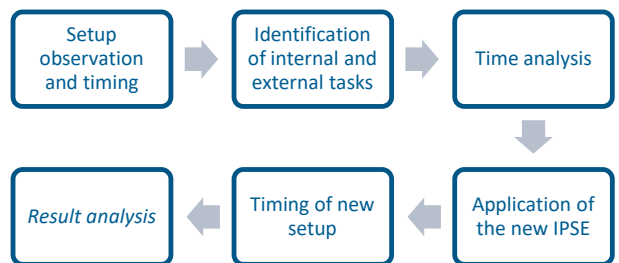 Setup
observation
and timing
Identification
of internal and
external tasks
Time analysis
Application of
the new IPSE
Timing of new
setup
Result analysis